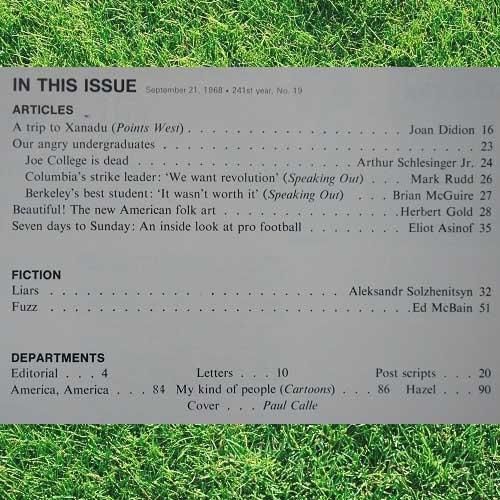 IN THIS ISSUE September 21, 1968 • 241st year, No. 19
ARTICLES
A trip to Xanadu (Points West) . . . . . . . . . . . . . . . . . Joan Didion 16
Our angry undergraduates . . . . . . . . . . . . . . . . . . . . . . . . . . 23
Joe College is dead . . . . . . . . . . . . . . . . . Arthur Schlesinger Jr. 24
Columbia's strike leader: 'We want revolution' (Speaking Out) . . . Mark Rudd 26
Berkeley's best student: 'It wasn't worth it' (Speaking Out) . . Brian McGuire 27
Beautiful! The new American folk art . . . . . . . . . . . . . Herbert Gold 28
Seven days to Sunday: An inside look at pro football . . . . . . . . Eliot Asinof 35
FICTION
Liars . . . . . . . . . . . . . . . . . . . . . . Aleksandr Solzhenitsyn 32
Fuzz . . . . . . . . . . . . . . . . . . . . . . . . . . . . Ed McBain 51
DEPARTMENTS
Editorial . . . 4 Letters . . . 10 Post scripts . . . 20
America, America . . . 84 My kind of people (Cartoons) . . . 86 Hazel . . . 90
Cover . . . Paul Calle